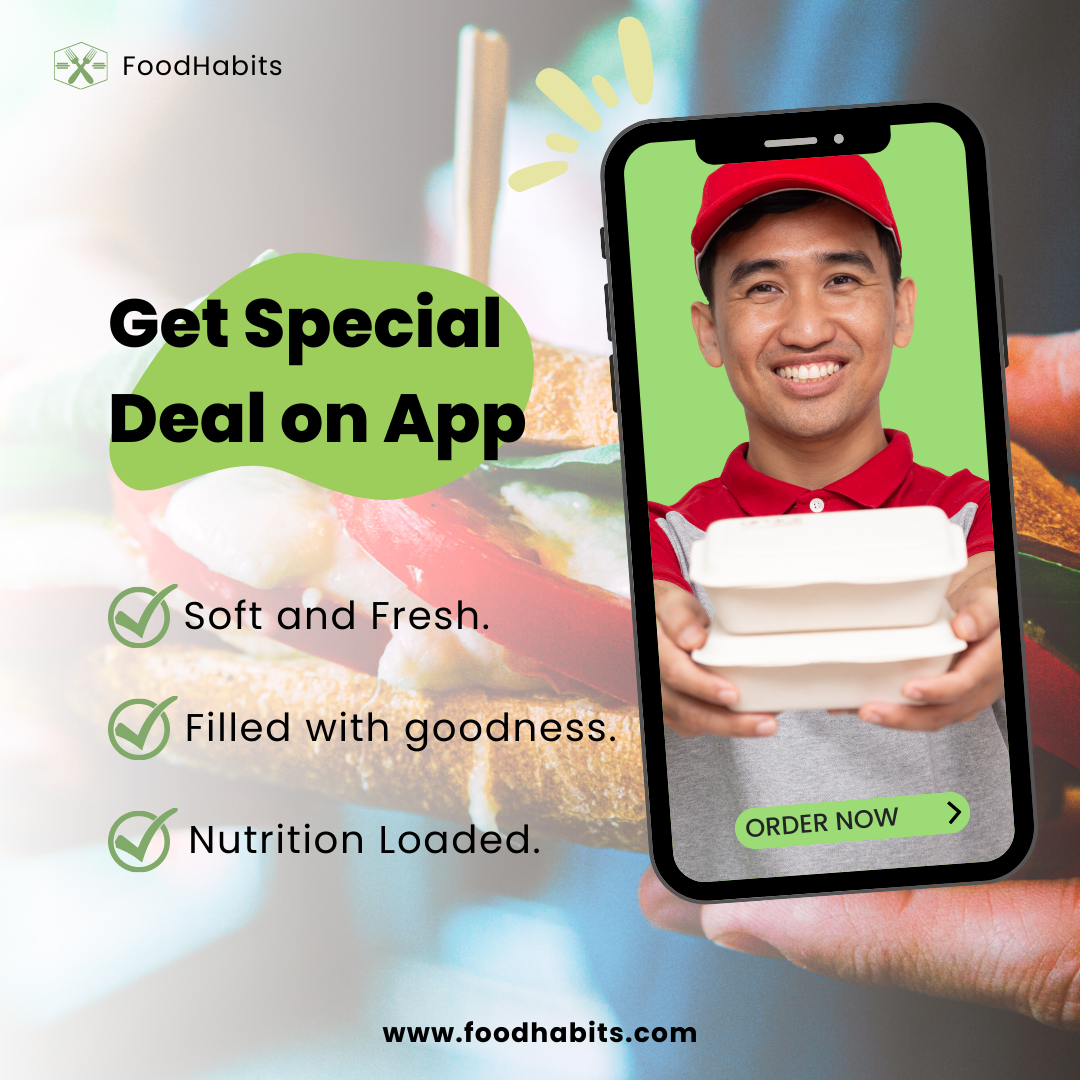 FoodHabits
Get Special
Deal on App
Soft and Fresh.
Filled with goodness.
Nutrition Loaded.
ORDER NOW
www.foodhabits.com